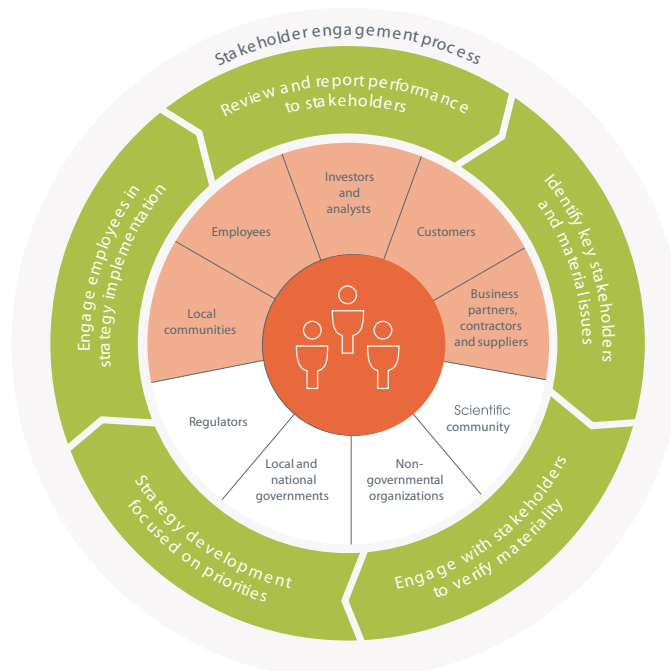 Stakeholder engagement process
Review and report performance
to stakeholders
Identify key stakeholders
and material issues
Engage with stakeholders
to verify materiality
Strategy development
focused on priorities
Engage employees in
strategy implementation
Investors
and
analysts
Customers
Business
partners,
contractors
and suppliers
Scientific
community
Non-
governmental
organizations
Local and
national
governments
Regulators
Local
communities
Employees